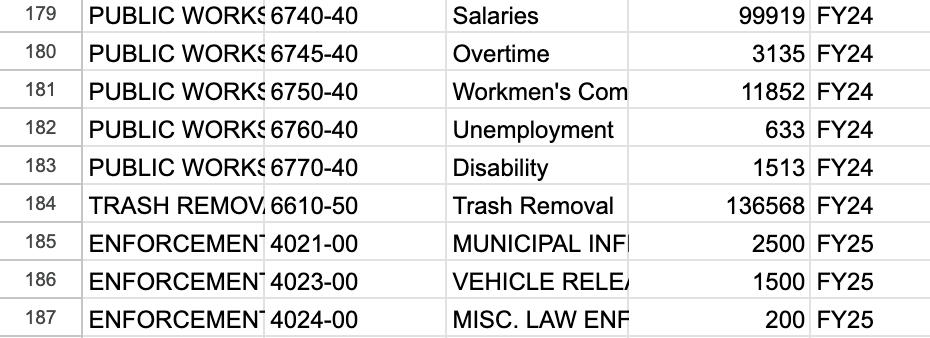 179 PUBLIC WORKS 6740-40 Salaries 99919 FY24
180 PUBLIC WORKS 6745-40 Overtime 3135 FY24
181 PUBLIC WORKS 6750-40 Workmen's Com 11852 FY24
182 PUBLIC WORKS 6760-40 Unemployment 633 FY24
183 PUBLIC WORKS 6770-40 Disability 1513 FY24
184 TRASH REMOVA 6610-50 Trash Removal 136568 FY24
185 ENFORCEMENT 4021-00 MUNICIPAL INF 2500 FY25
186 ENFORCEMENT 4023-00 VEHICLE RELEA 1500 FY25
187 ENFORCEMENT 4024-00 MISC. LAW ENF 200 FY25